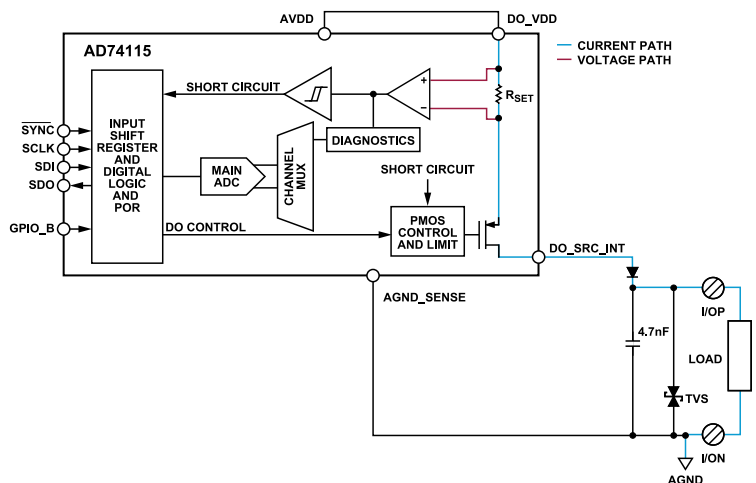 AVDD
DO_VDD
AD74115
CURRENT PATH
VOLTAGE PATH
SHORT CIRCUIT
+
−
RSET
SYNC
SCLK
SDI
SDO
GPIO_B
INPUT
SHIFT
REGISTER
AND
DIGITAL
LOGIC
AND
POR
DIAGNOSTICS
MAIN
ADC
CHANNEL
MUX
SHORT CIRCUIT
DO CONTROL
PMOS
CONTROL
AND LIMIT
DO_SRC_INT
AGND_SENSE
I/OP
4.7nF
LOAD
TVS
I/ON
AGND